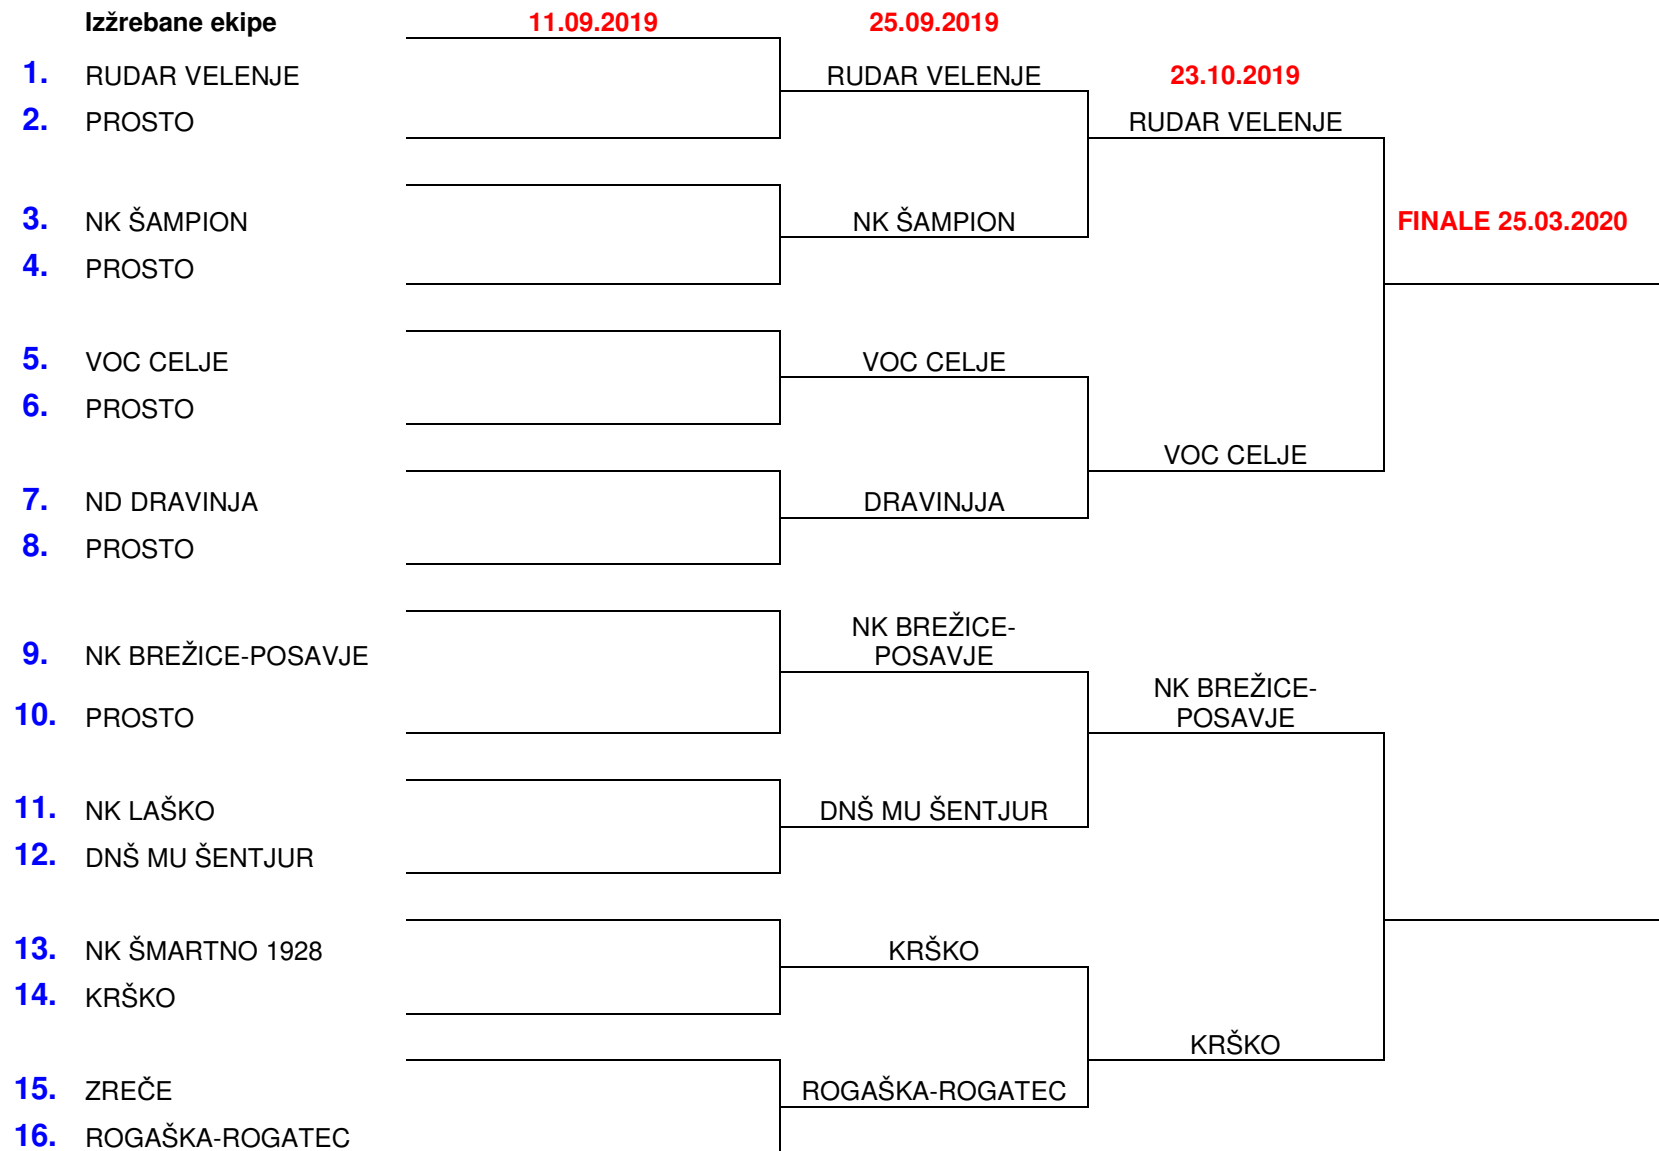 Izžrebane ekipe 11.09.2019 25.09.2019
1. RUDAR VELENJE RUDAR VELENJE 23.10.2019
2. PROSTO RUDAR VELENJE
3. NK ŠAMPION NK ŠAMPION FINALE 25.03.2020
4. PROSTO
5. VOC CELJE VOC CELJE
6. PROSTO
VOC CELJE
7. ND DRAVINJA DRAVINJJA
8. PROSTO
NK BREŽICE-
9. NK BREŽICE-POSAVJE POSAVJE
NK BREŽICE-
10. PROSTO POSAVJE
11. NK LAŠKO DNŠ MU ŠENTJUR
12. DNŠ MU ŠENTJUR
13. NK ŠMARTNO 1928 KRŠKO
14. KRŠKO
KRŠKO
15. ZREČE ROGAŠKA-ROGATEC
16. ROGAŠKA-ROGATEC